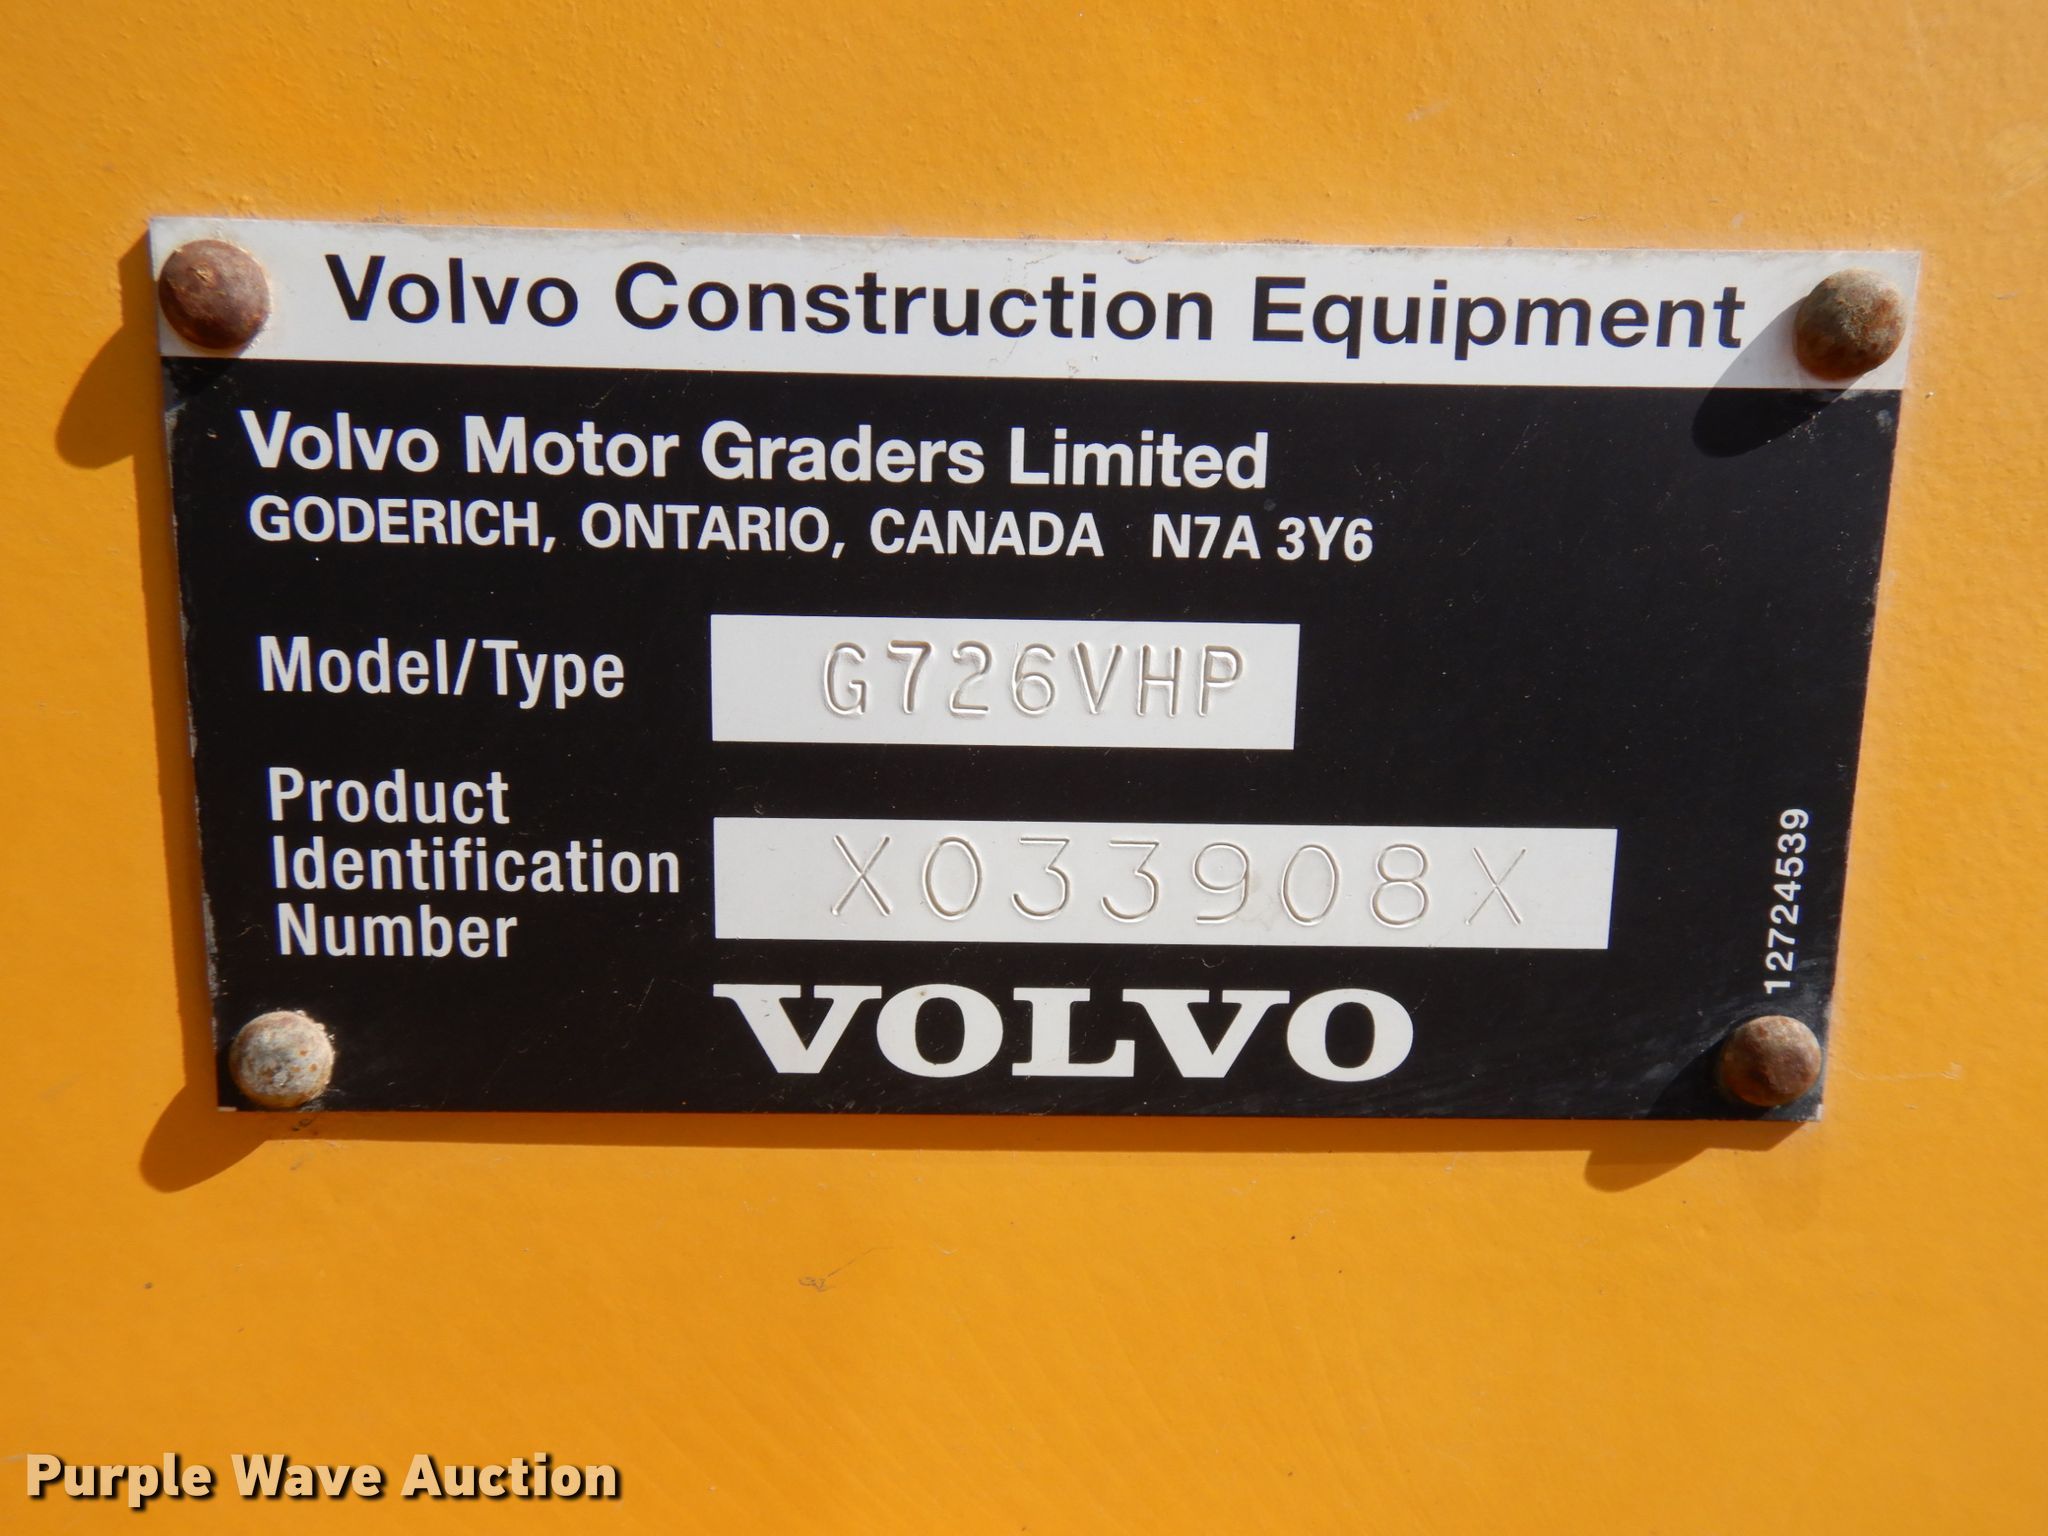 Volvo Construction Equipment
Volvo Motor Graders Limited
GODERICH, ONTARIO, CANADA N7A 3Y6
Model/Type G726VHP
Product
Identification
Number
X033908X
12724539
VOLVO
Purple Wave Auction